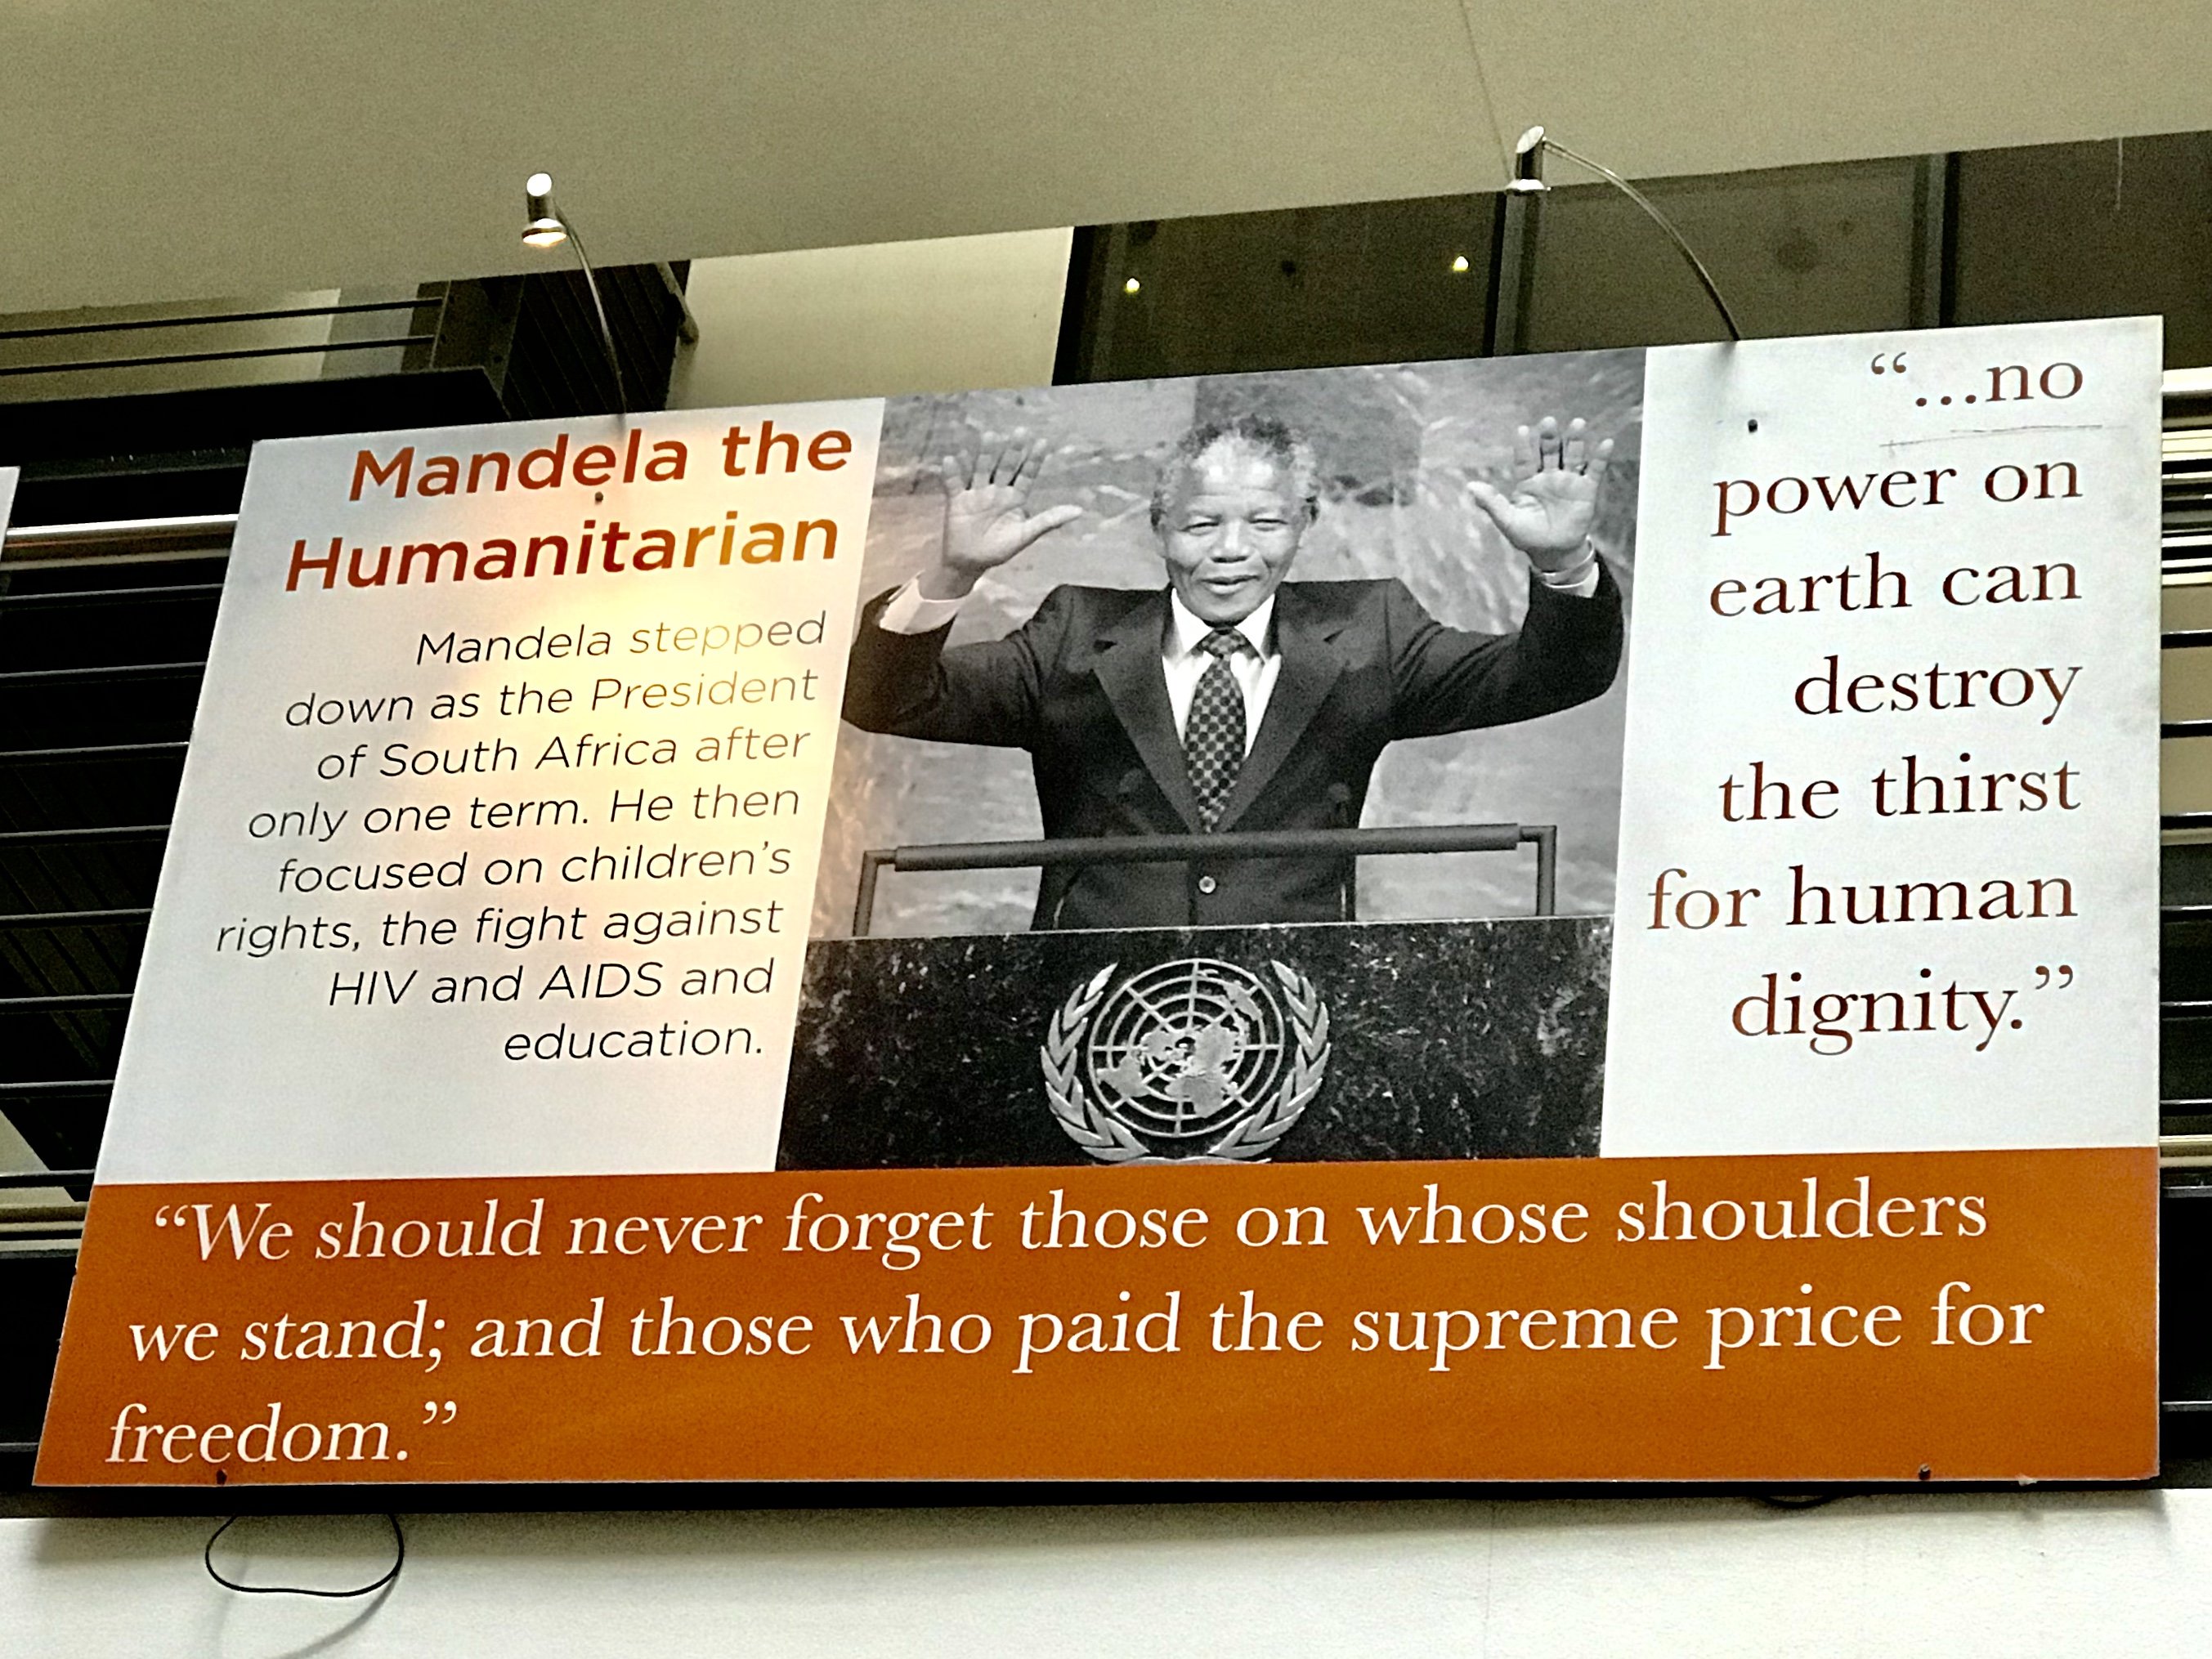 Mandela the
Humanitarian
Mandela stepped
down as the President
of South Africa after
only one term. He then
focused on children's
rights, the fight against
HIV and AIDS and
education.
“...no
power on
earth can
destroy
the thirst
for human
dignity.”
“We should never forget those on whose shoulders
we stand; and those who paid the supreme price for
freedom.”